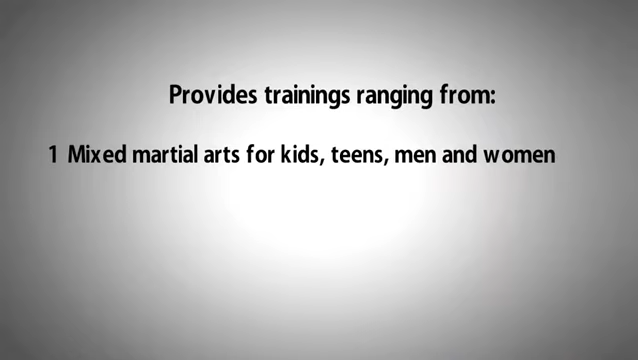 Provides trainings ranging from:
1 Mixed martial arts for kids, teens, men and women